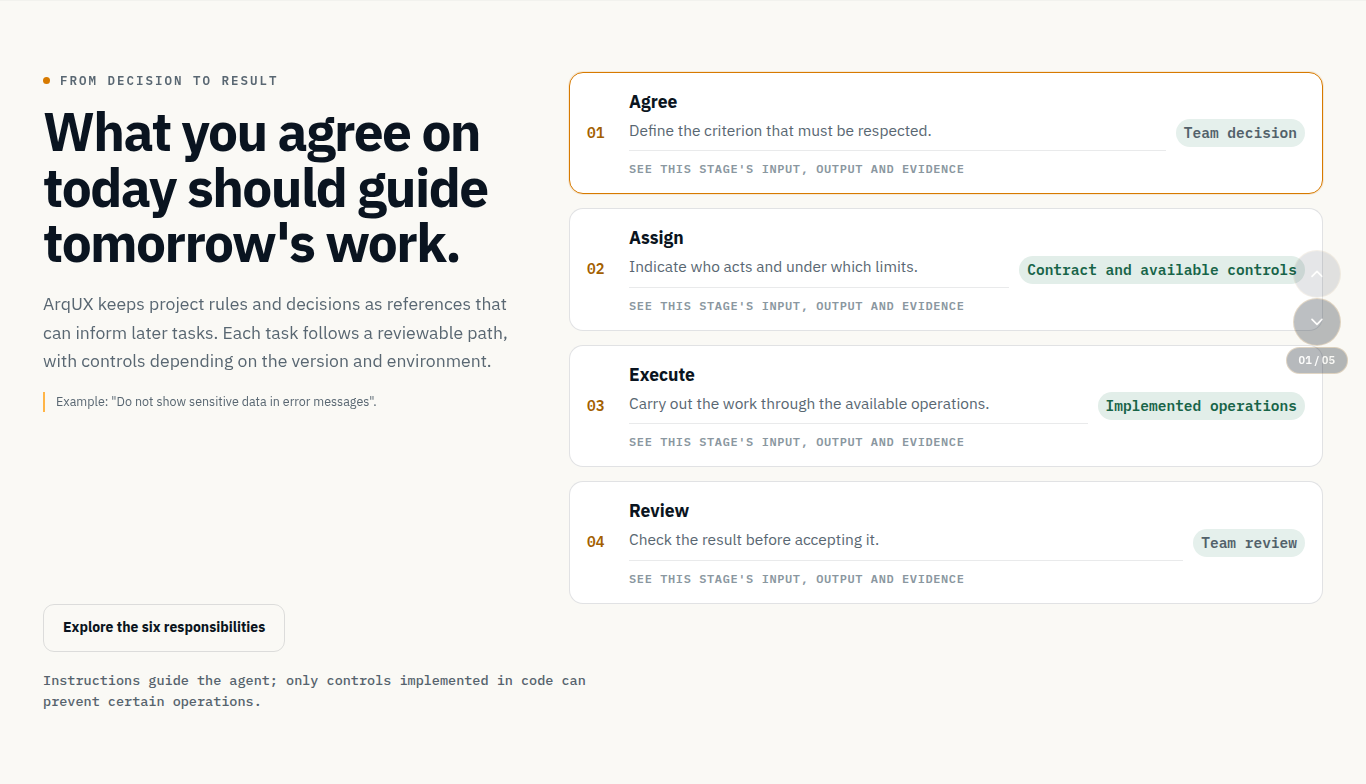 FROM DECISION TO RESULT
What you agree on
today should guide
tomorrow's work.
ArqUX keeps project rules and decisions as references that
can inform later tasks. Each task follows a reviewable path,
with controls depending on the version and environment.
Example: "Do not show sensitive data in error messages".
Agree
01
Define the criterion that must be respected.
Team decision
SEE THIS STAGE'S INPUT, OUTPUT AND EVIDENCE
Assign
02
Indicate who acts and under which limits.
Contract and available controls
SEE THIS STAGE'S INPUT, OUTPUT AND EVIDENCE
01 / 05
Execute
03
Carry out the work through the available operations.
Implemented operations
SEE THIS STAGE'S INPUT, OUTPUT AND EVIDENCE
Review
04
Check the result before accepting it.
Team review
SEE THIS STAGE'S INPUT, OUTPUT AND EVIDENCE
Explore the six responsibilities
Instructions guide the agent; only controls implemented in code can
prevent certain operations.